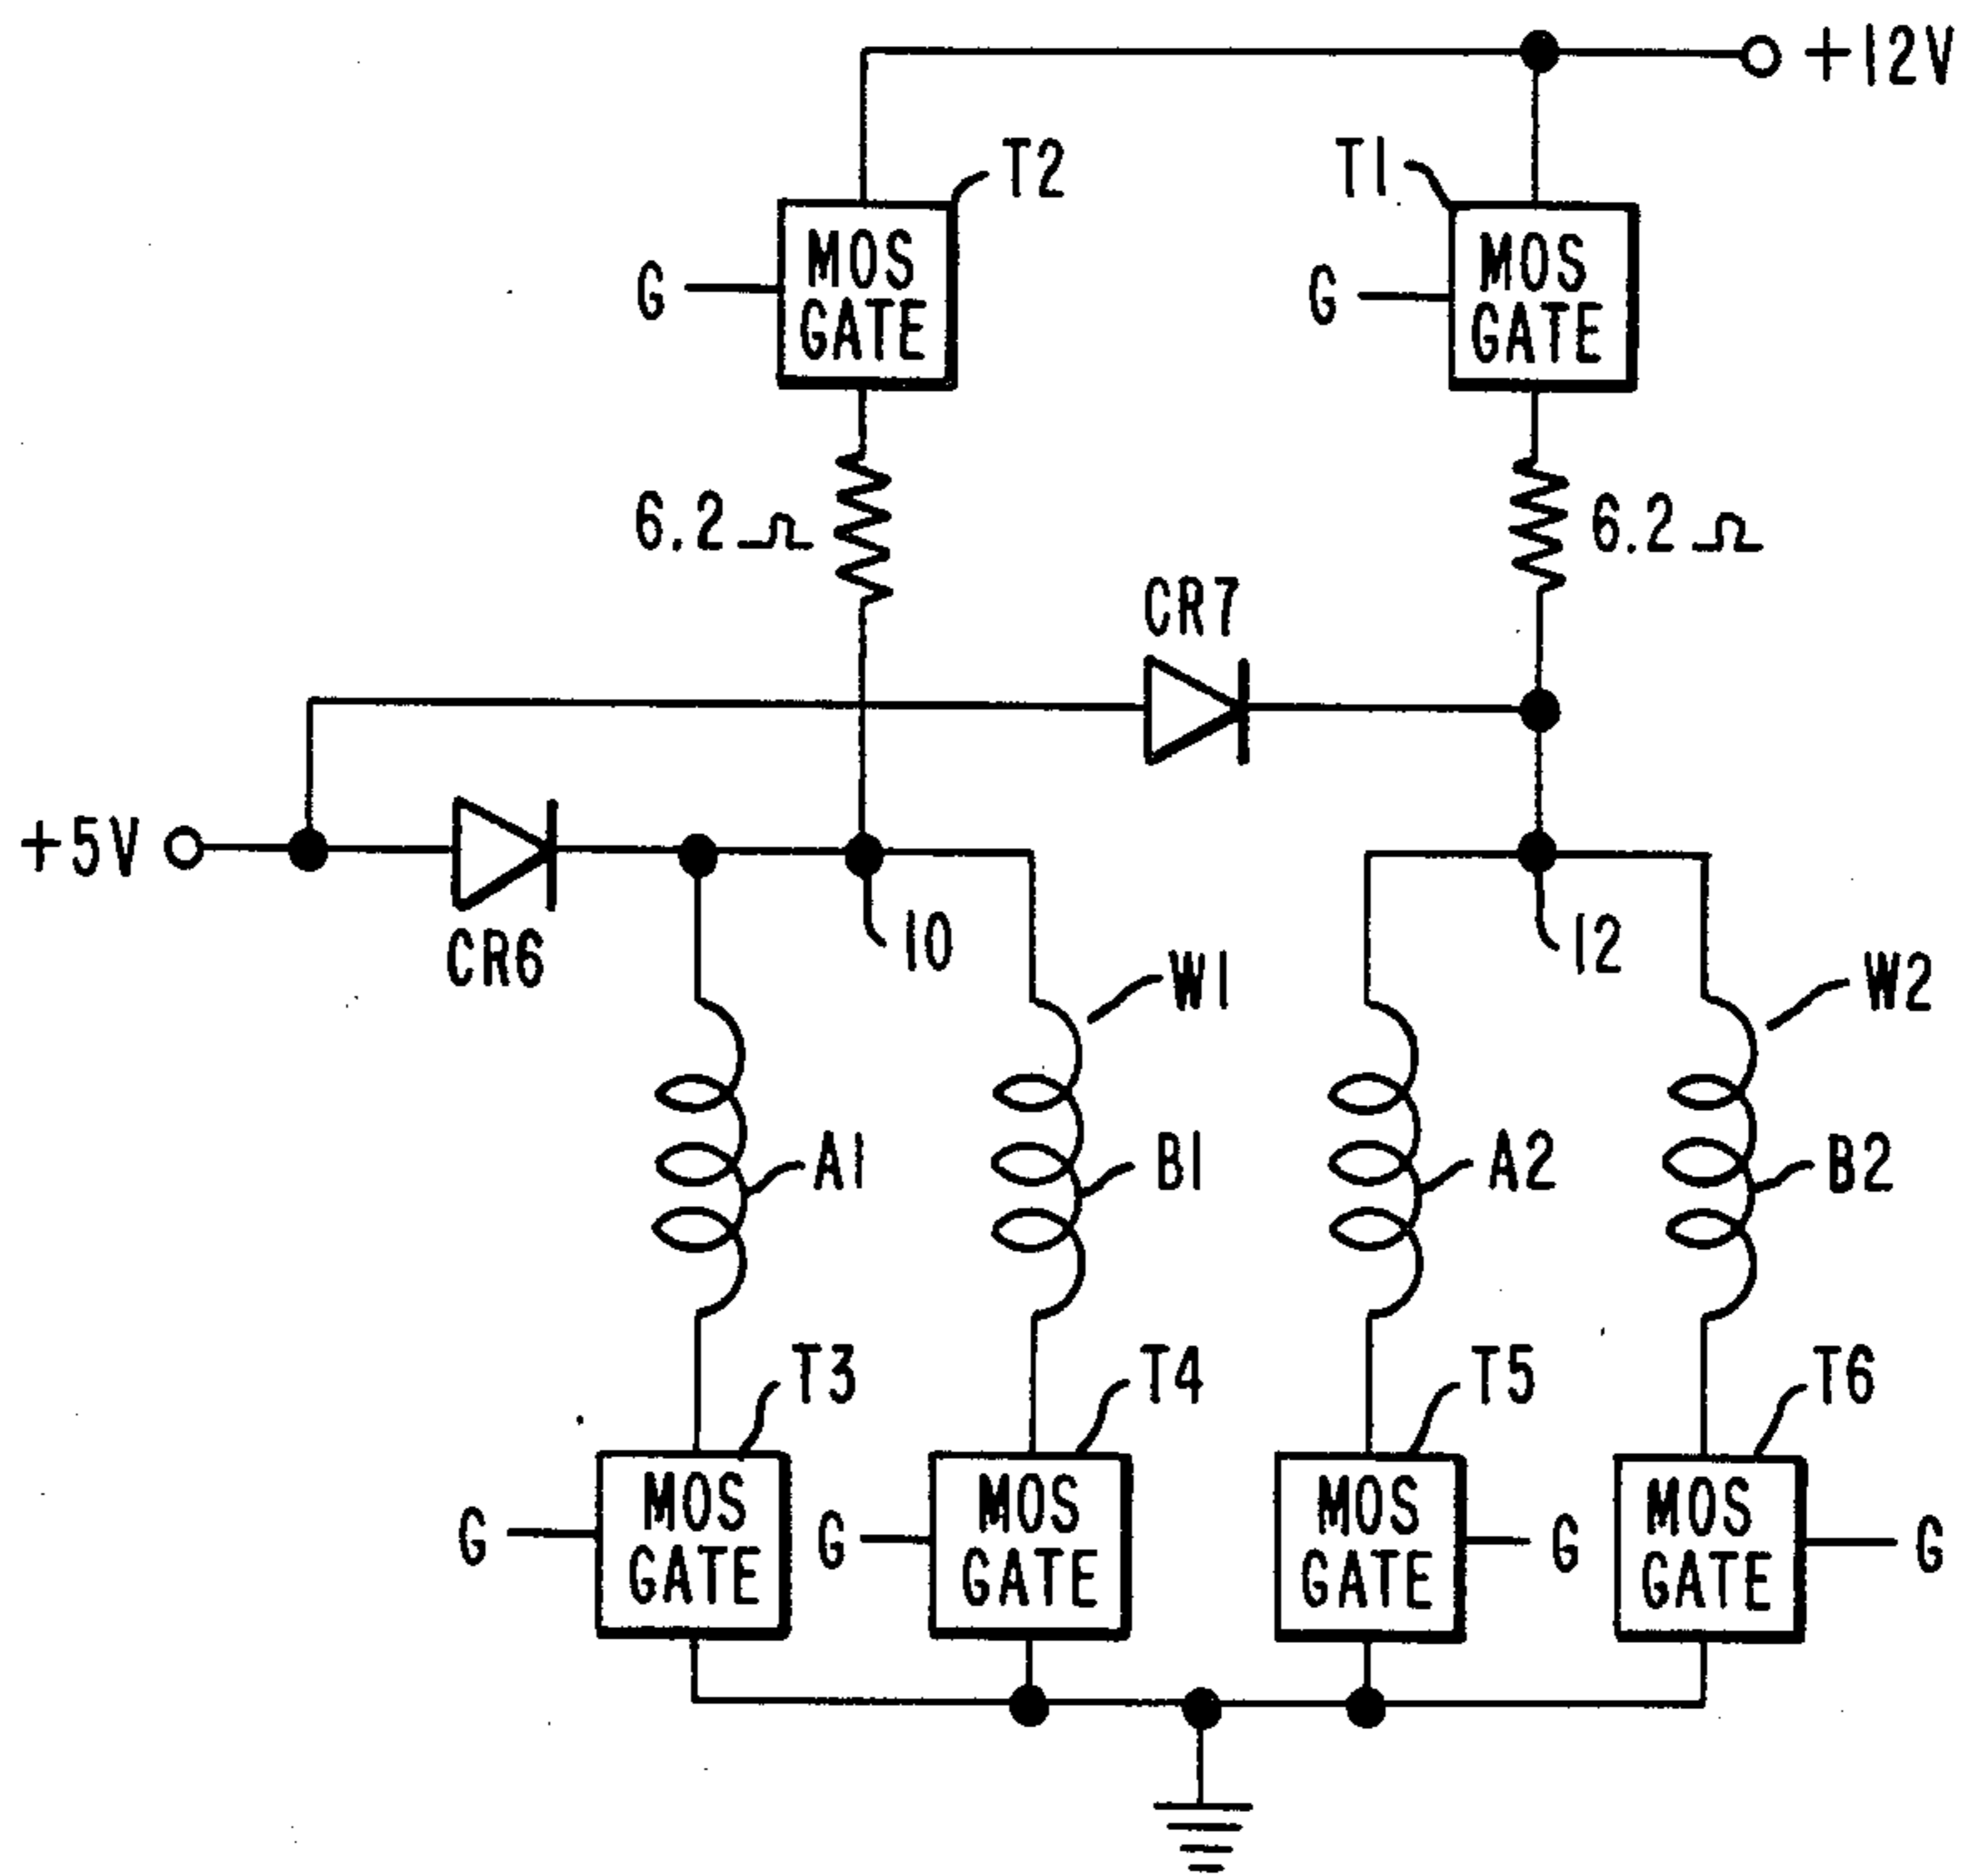 +12V
T2
T1
G
MOS
GATE
G
MOS
GATE
6.2 Ω
6.2 Ω
CR7
+5V
CR6
10
12
W1
W2
A1
B1
A2
B2
T3
T4
T5
T6
G
MOS
GATE
G
MOS
GATE
MOS
GATE
G
MOS
GATE
G